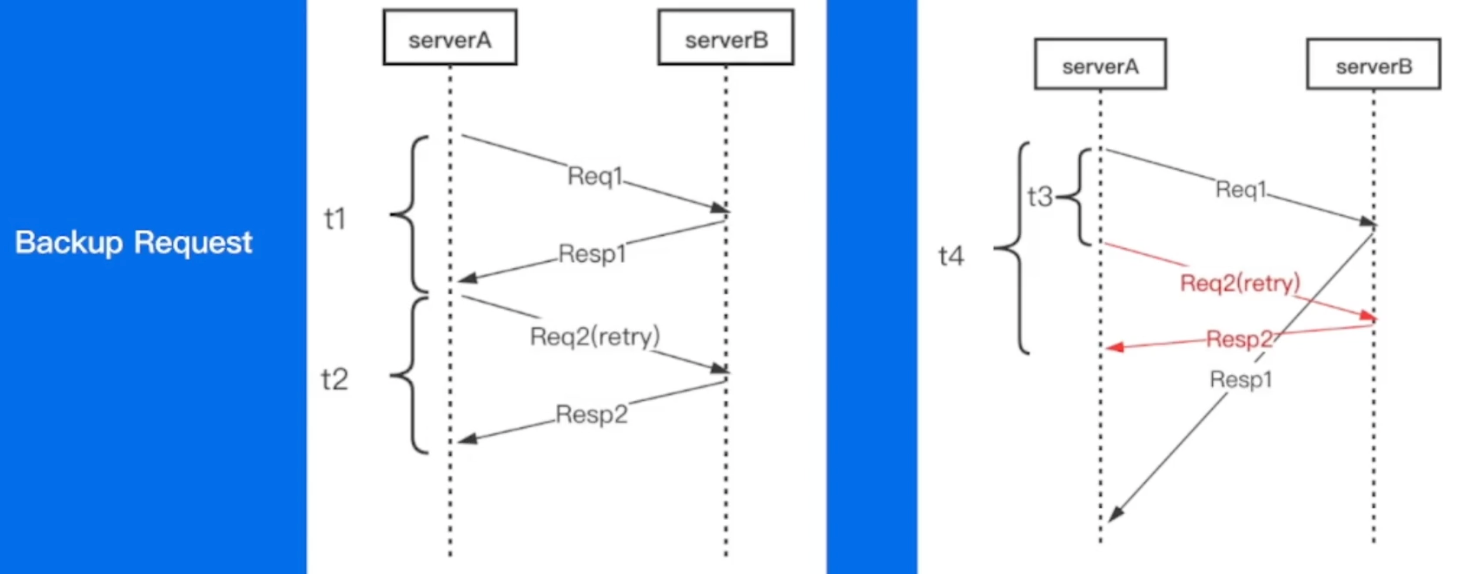 Backup Request
serverA
serverB
t1
Req1
Resp1
t2
Req2(retry)
Resp2
serverA
serverB
t4
t3
Req1
Req2(retry)
Resp2
Resp1